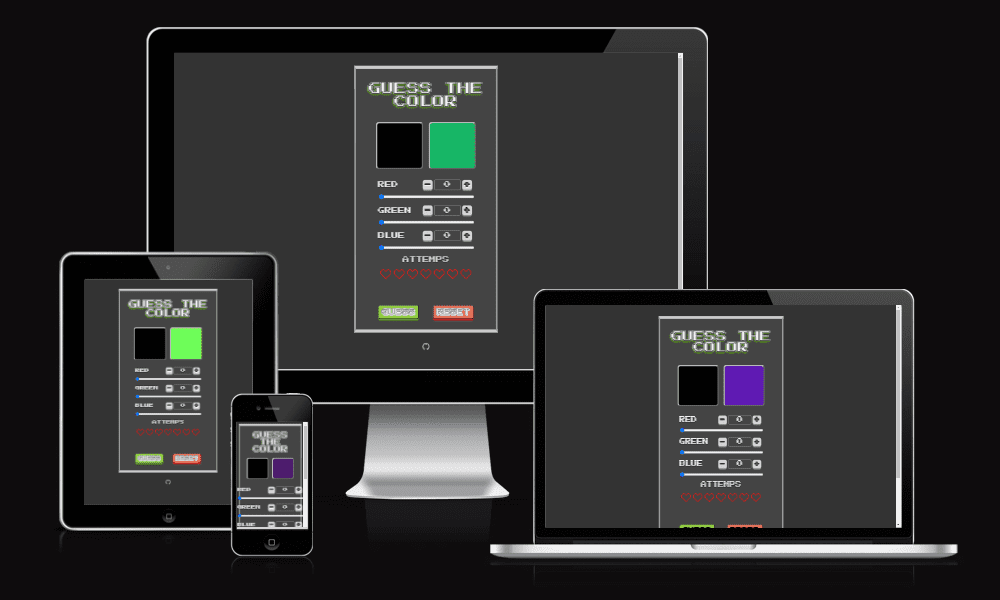 GUESS THE
COLOR
RED - 0 +
GREEN - 0 +
BLUE - 0 +
ATTEMPS
GUESS RESET
GUESS THE
COLOR
RED - 0 +
GREEN - 0 +
BLUE - 0 +
ATTEMPS
GUESS RESET
GUESS
THE
COLOR
RED - 0 +
GREEN - 0 +
BLUE - 0 +
GUESS THE
COLOR
RED - 0 +
GREEN - 0 +
BLUE - 0 +
ATTEMPS